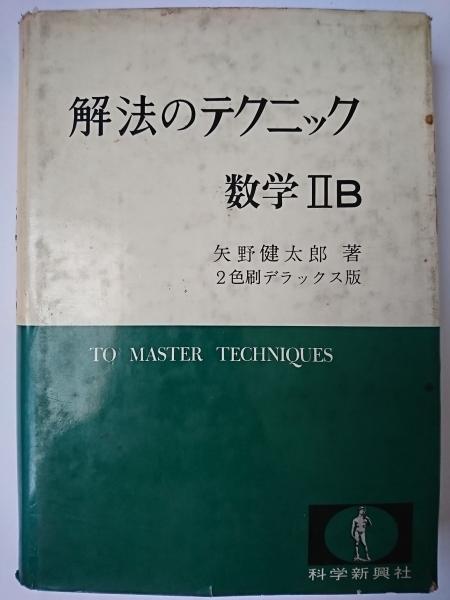 解法のテクニック
数学ⅡB
矢野健太郎 著
2色刷デラックス版
TO MASTER TECHNIQUES
科学新興社